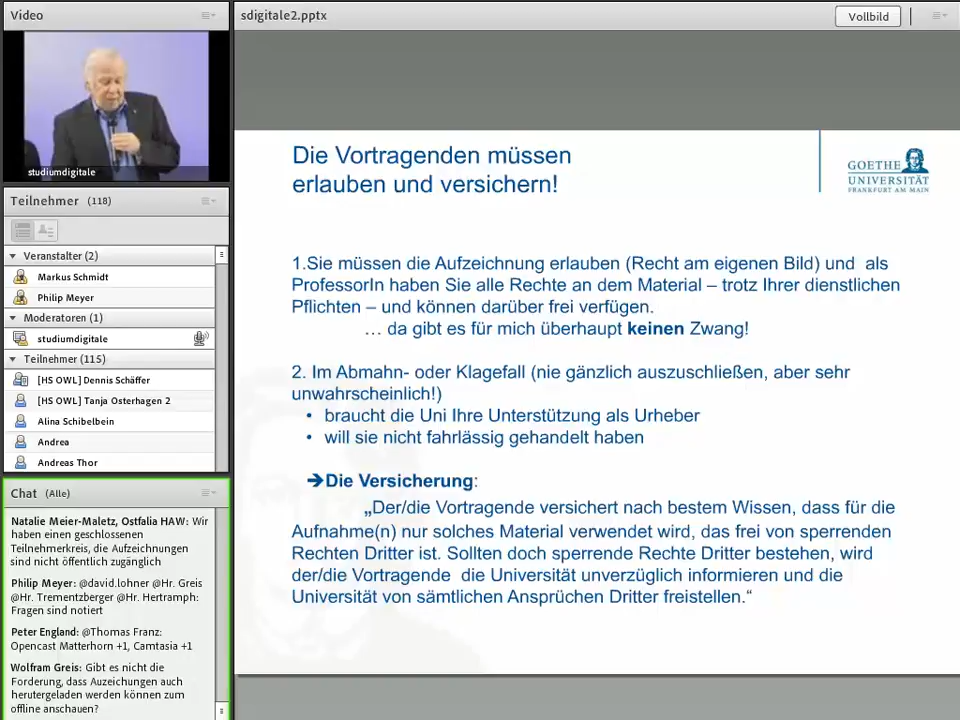 Video
studiumdigitale
Teilnehmer (118)
Veranstalter (2)
Markus Schmidt
Philip Meyer
Moderatoren (1)
studiumdigitale
Teilnehmer (115)
[HS OWL] Dennis Schäffer
[HS OWL] Tanja Osterhagen 2
Alina Schibelbein
Andrea
Andreas Thor
Chat (Alle)
Natalie Meier-Maletz, Ostfalia HAW: Wir
haben einen geschlossenen
Teilnehmerkreis, die Aufzeichnungen
sind nicht öffentlich zugänglich
Philip Meyer: @david.lohner @Hr. Greis
@Hr. Trementzberger @Hr. Hertramph:
Fragen sind notiert
Peter England: @Thomas Franz:
Opencast Matterhorn +1, Camtasia +1
Wolfram Greis: Gibt es nicht die
Forderung, dass Auzeichungen auch
herutergeladen werden können zum
offline anschauen?
sdigitale2.pptx
Vollbild
Die Vortragenden müssen
erlauben und versichern!
GOETHE
UNIVERSITÄT
FRANKFURT AM MAIN
1.Sie müssen die Aufzeichnung erlauben (Recht am eigenen Bild) und als
ProfessorIn haben Sie alle Rechte an dem Material – trotz Ihrer dienstlichen
Pflichten – und können darüber frei verfügen.
… da gibt es für mich überhaupt keinen Zwang!
2. Im Abmahn- oder Klagefall (nie gänzlich auszuschließen, aber sehr
unwahrscheinlich!)
• braucht die Uni Ihre Unterstützung als Urheber
• will sie nicht fahrlässig gehandelt haben
➔Die Versicherung:
„Der/die Vortragende versichert nach bestem Wissen, dass für die
Aufnahme(n) nur solches Material verwendet wird, das frei von sperrenden
Rechten Dritter ist. Sollten doch sperrende Rechte Dritter bestehen, wird
der/die Vortragende die Universität unverzüglich informieren und die
Universität von sämtlichen Ansprüchen Dritter freistellen.“